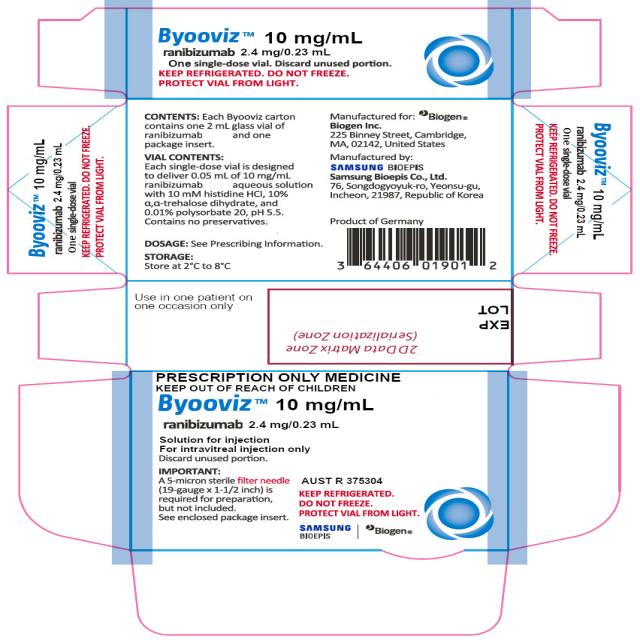 Byooviz™ 10 mg/mL
ranibizumab 2.4 mg/0.23 mL
One single-dose vial. Discard unused portion.
KEEP REFRIGERATED. DO NOT FREEZE.
PROTECT VIAL FROM LIGHT.
Byooviz™ 10 mg/mL
ranibizumab 2.4 mg/0.23 mL
One single-dose vial
KEEP REFRIGERATED. DO NOT FREEZE.
PROTECT VIAL FROM LIGHT.
CONTENTS: Each Byooviz carton
contains one 2 mL glass vial of
ranibizumab and one
package insert.
VIAL CONTENTS:
Each single-dose vial is designed
to deliver 0.05 mL of 10 mg/mL
ranibizumab aqueous solution
with 10 mM histidine HCl, 10%
α,α-trehalose dihydrate, and
0.01% polysorbate 20, pH 5.5.
Contains no preservatives.
DOSAGE: See Prescribing Information.
STORAGE:
Store at 2°C to 8°C
Manufactured for: Biogen®
Biogen Inc.
225 Binney Street, Cambridge,
MA, 02142, United States
Manufactured by:
SAMSUNG BIOEPIS
Samsung Bioepis Co., Ltd.
76, Songdogyoyuk-ro, Yeonsu-gu,
Incheon, 21987, Republic of Korea
Product of Germany
3 64406 01901 2
Byooviz™ 10 mg/mL
ranibizumab 2.4 mg/0.23 mL
One single-dose vial
KEEP REFRIGERATED. DO NOT FREEZE.
PROTECT VIAL FROM LIGHT.
Use in one patient on
one occasion only
2D Data Matrix Zone
(Serialization Zone)
EXP
LOT
PRESCRIPTION ONLY MEDICINE
KEEP OUT OF REACH OF CHILDREN
Byooviz™ 10 mg/mL
ranibizumab 2.4 mg/0.23 mL
Solution for injection
For intravitreal injection only
Discard unused portion.
IMPORTANT:
A 5-micron sterile filter needle
(19-gauge x 1-1/2 inch) is
required for preparation,
but not included.
See enclosed package insert.
AUST R 375304
KEEP REFRIGERATED.
DO NOT FREEZE.
PROTECT VIAL FROM LIGHT.
SAMSUNG
BIOEPIS
Biogen®